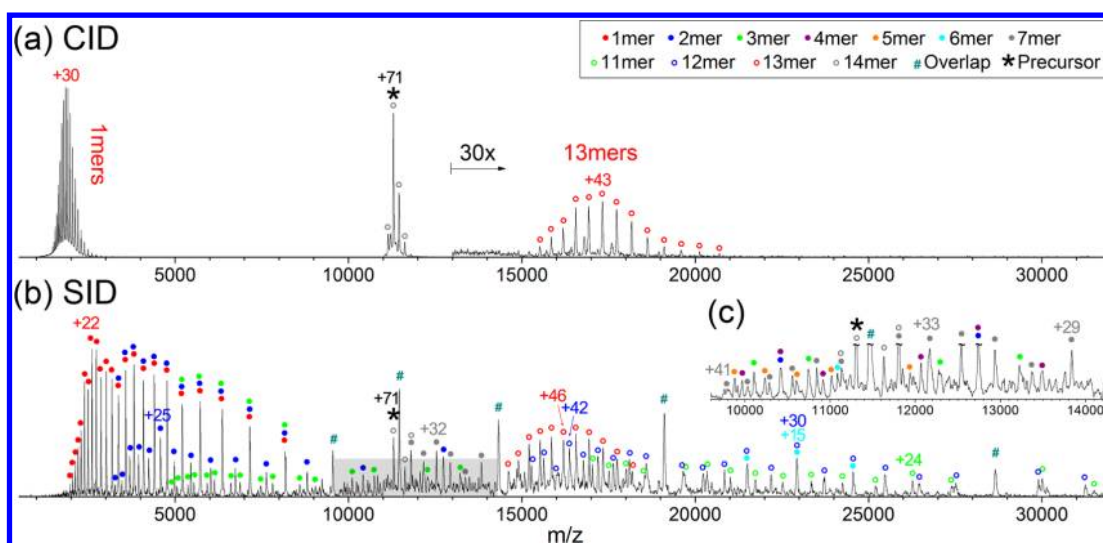 (a) CID
1mer 2mer 3mer 4mer 5mer 6mer 7mer
11mer 12mer 13mer 14mer # Overlap * Precursor
+30
1mers
+71
*
30x
13mers
+43
5000 10000 15000 20000 25000 30000
(b) SID
+22
+25
#
#
+71
*
+32
#
+46
+42
#
+30
+15
+24
#
5000 10000 15000 20000 25000 30000
m/z
(c)
+41
*
#
+33
+29
10000 11000 12000 13000 14000